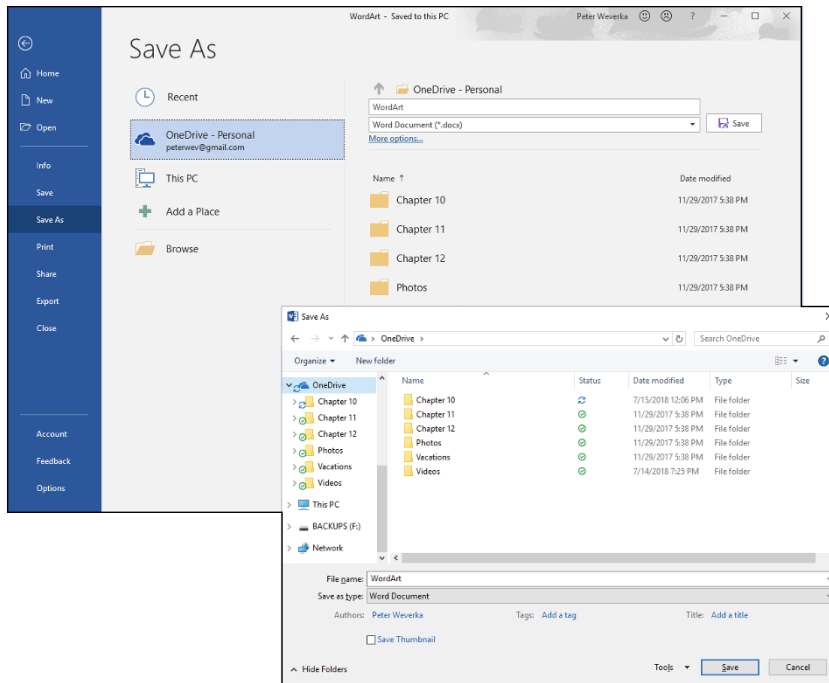 WordArt - Saved to this PC
Peter Weverka
?
Save As
Home
New
Open
Info
Save
Save As
Print
Share
Export
Close
Account
Feedback
Options
Recent
OneDrive - Personal
peterwev@gmail.com
This PC
Add a Place
Browse
OneDrive - Personal
WordArt
Word Document (*.docx)
Save
More options...
Name ↑ Date modified
Chapter 10 11/29/2017 5:38 PM
Chapter 11 11/29/2017 5:38 PM
Chapter 12 11/29/2017 5:38 PM
Photos 11/29/2017 5:38 PM
Save As
OneDrive
Search OneDrive
Organize New folder
?
OneDrive
Chapter 10
Chapter 11
Chapter 12
Photos
Vacations
Videos
This PC
BACKUPS (F:)
Network
Name Status Date modified Type Size
Chapter 10 7/15/2018 12:06 PM File folder
Chapter 11 11/29/2017 5:38 PM File folder
Chapter 12 11/29/2017 5:38 PM File folder
Photos 11/29/2017 5:38 PM File folder
Vacations 11/29/2017 5:38 PM File folder
Videos 7/14/2018 7:25 PM File folder
File name: WordArt
Save as type: Word Document
Authors: Peter Weverka Tags: Add a tag Title: Add a title
Save Thumbnail
Hide Folders Tools Save Cancel